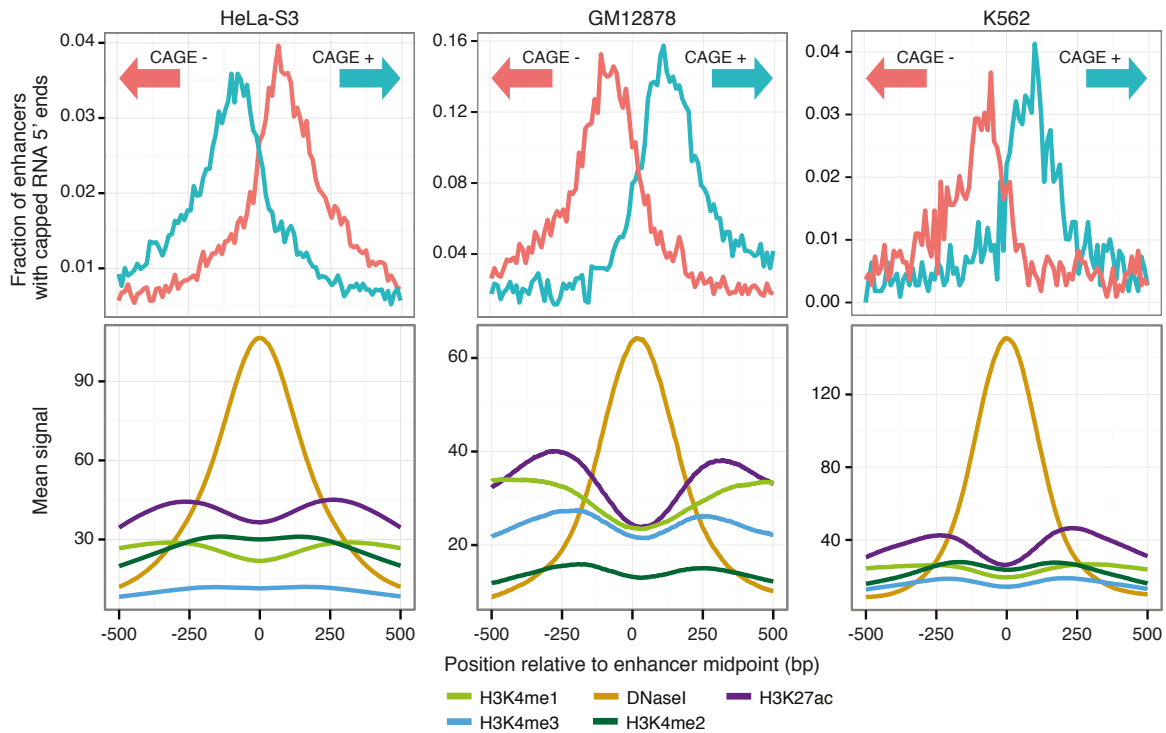 HeLa-S3
GM12878
K562
Fraction of enhancers
with capped RNA 5' ends
0.04
0.03
0.02
0.01
CAGE -
CAGE +
0.16
0.12
0.08
0.04
CAGE -
CAGE +
0.04
0.03
0.02
0.01
0.00
CAGE -
CAGE +
Mean signal
90
60
30
60
40
20
120
80
40
-500 -250 0 250 500
-500 -250 0 250 500
-500 -250 0 250 500
Position relative to enhancer midpoint (bp)
H3K4me1 DNaseI H3K27ac
H3K4me3 H3K4me2